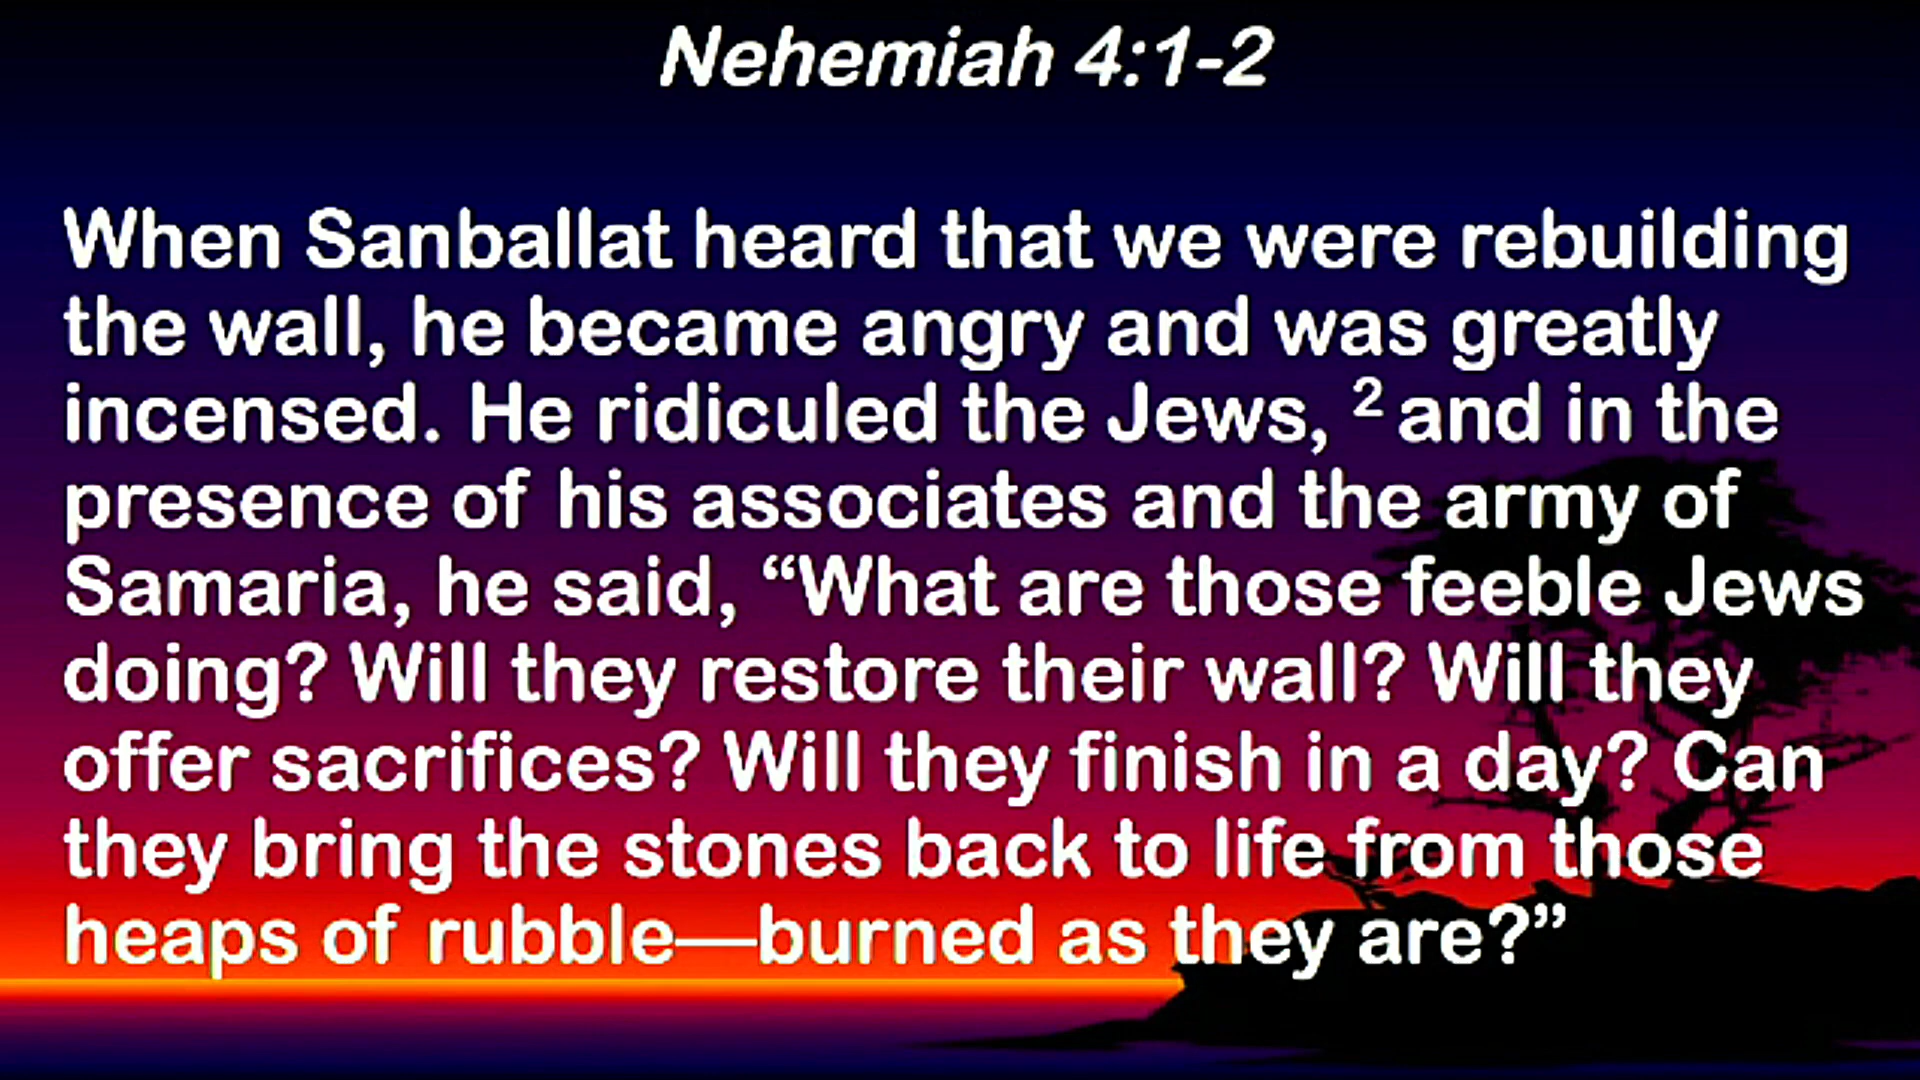 Nehemiah 4:1-2
When Sanballat heard that we were rebuilding
the wall, he became angry and was greatly
incensed. He ridiculed the Jews, ² and in the
presence of his associates and the army of
Samaria, he said, “What are those feeble Jews
doing? Will they restore their wall? Will they
offer sacrifices? Will they finish in a day? Can
they bring the stones back to life from those
heaps of rubble—burned as they are?”